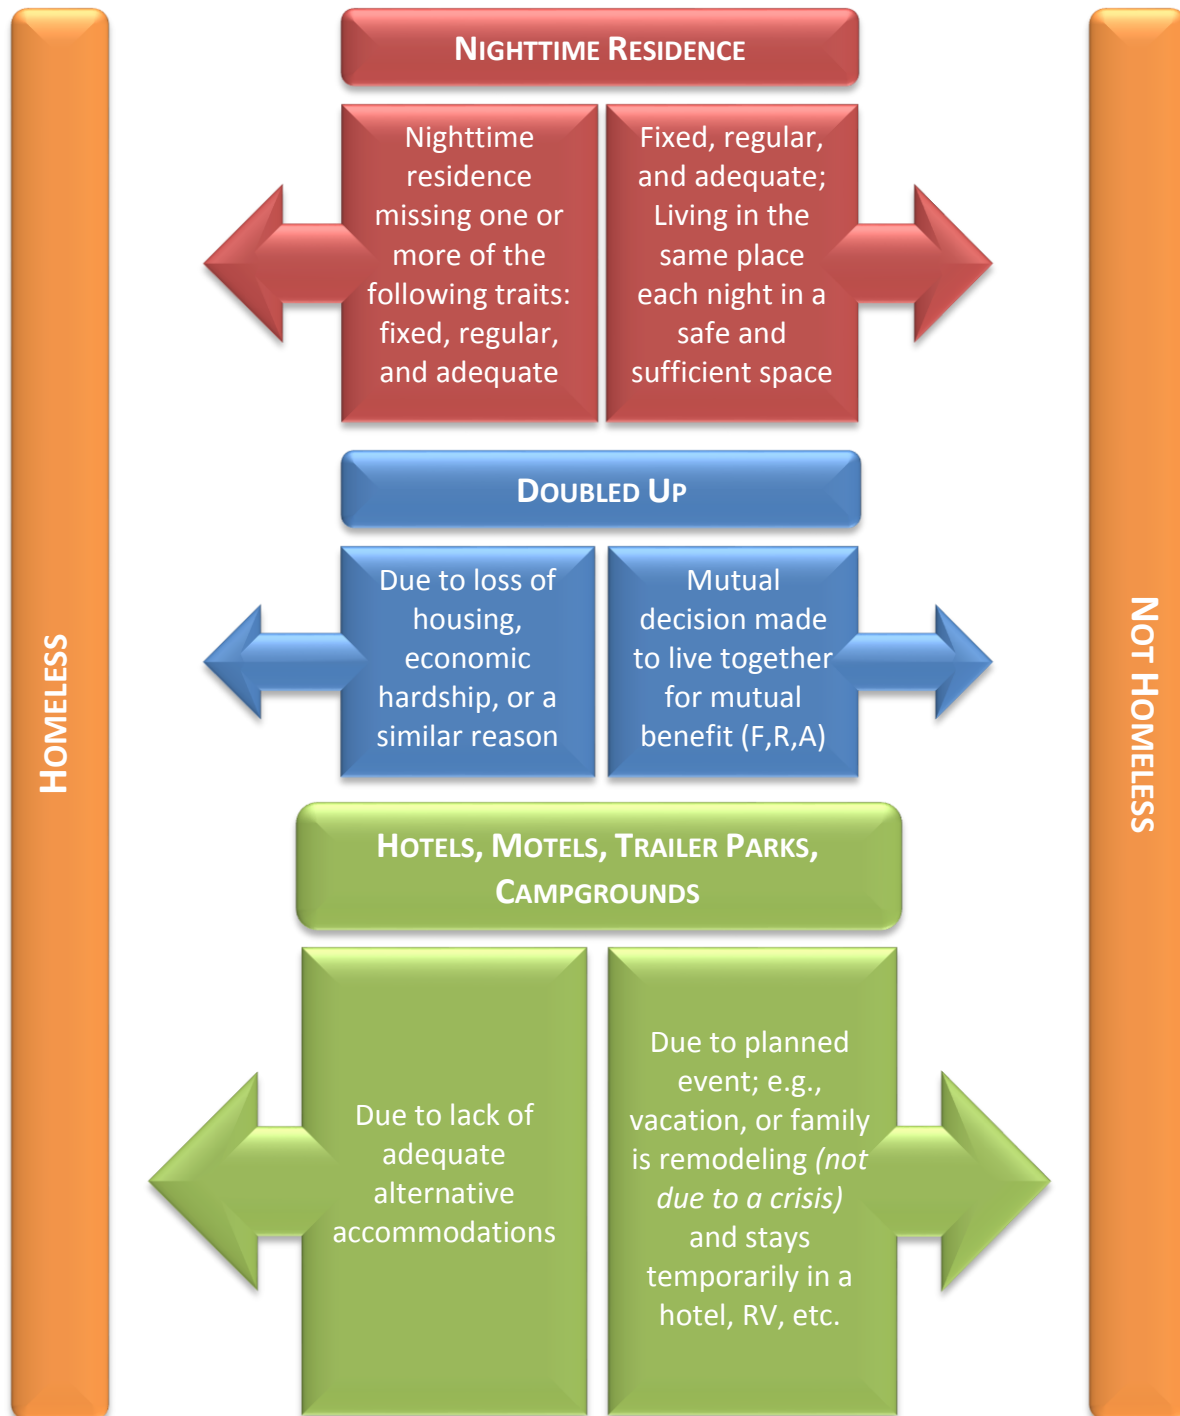 HOMELESS
NIGHTTIME RESIDENCE
Nighttime
residence
missing one or
more of the
following traits:
fixed, regular,
and adequate
Fixed, regular,
and adequate;
Living in the
same place
each night in a
safe and
sufficient space
DOUBLED UP
Due to loss of
housing,
economic
hardship, or a
similar reason
Mutual
decision made
to live together
for mutual
benefit (F,R,A)
HOTELS, MOTELS, TRAILER PARKS,
CAMPGROUNDS
Due to lack of
adequate
alternative
accommodations
Due to planned
event; e.g.,
vacation, or family
is remodeling (not
due to a crisis)
and stays
temporarily in a
hotel, RV, etc.
NOT HOMELESS